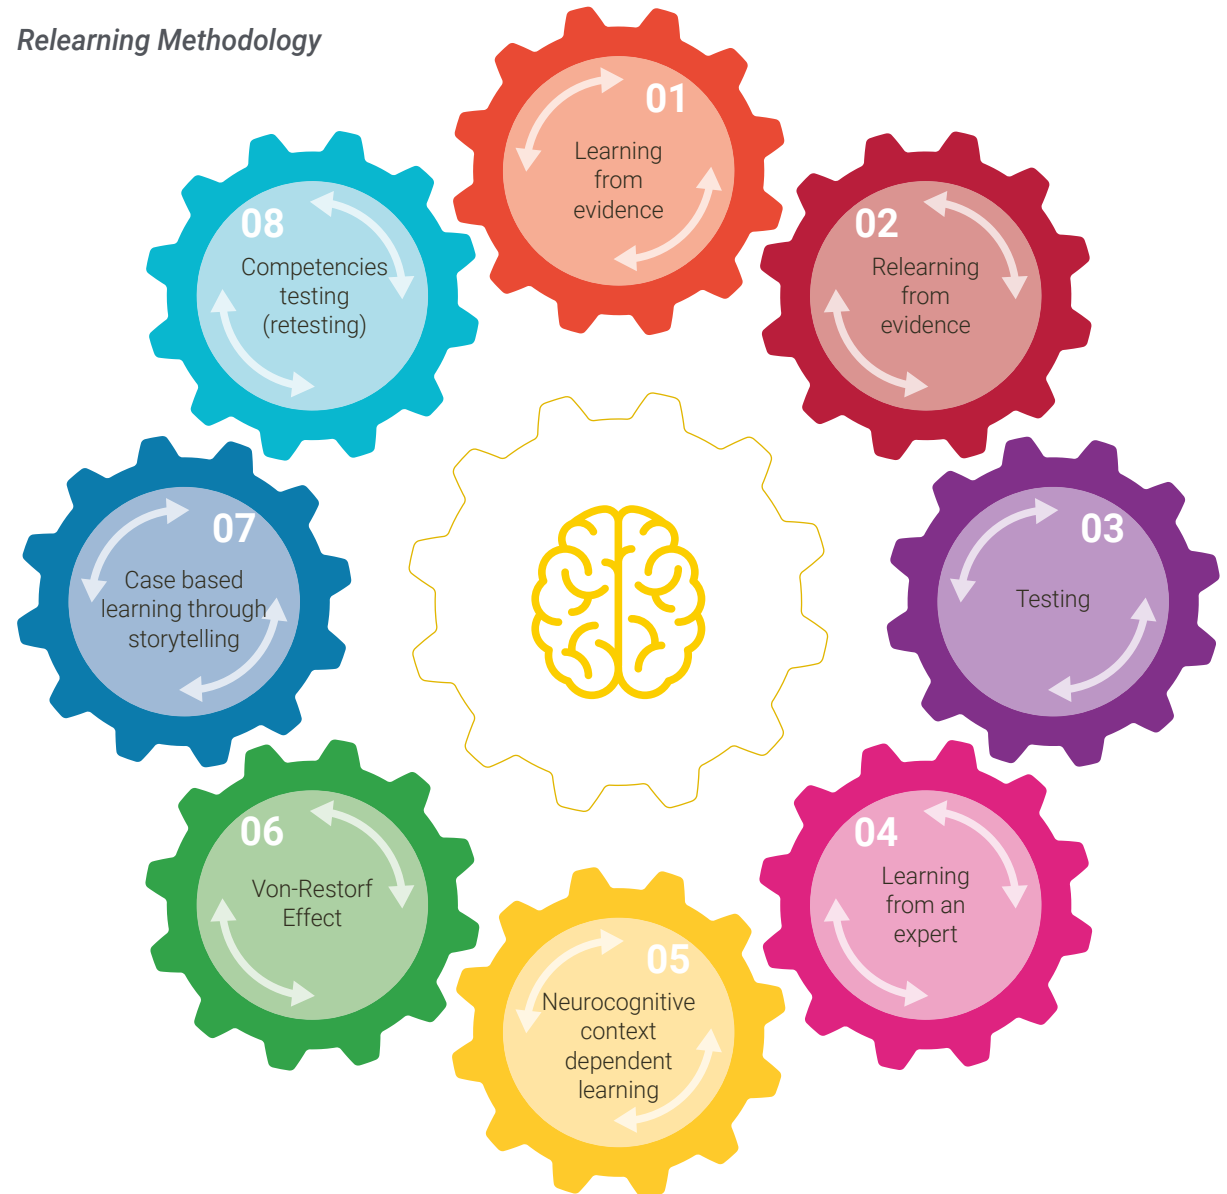 Relearning Methodology
01
Learning
from
evidence
02
Relearning
from
evidence
03
Testing
04
Learning
from an
expert
05
Neurocognitive
context
dependent
learning
06
Von-Restorf
Effect
07
Case based
learning through
storytelling
08
Competencies
testing
(retesting)